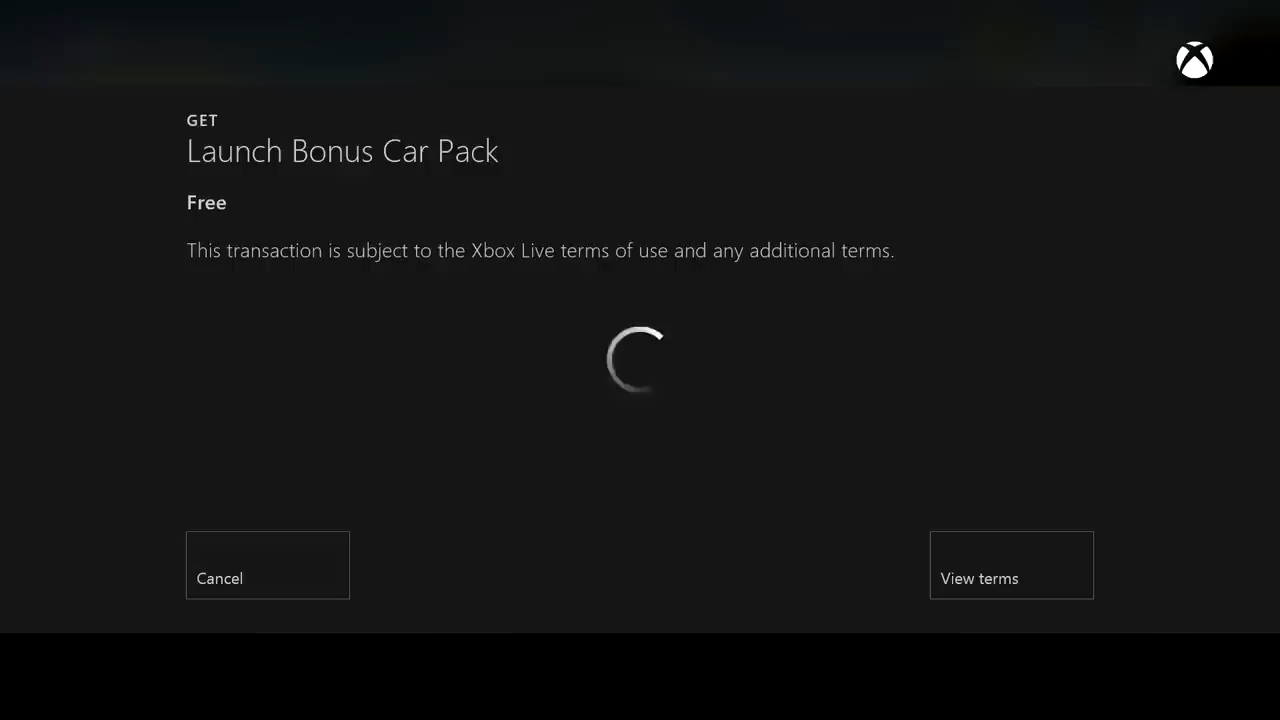 GET
Launch Bonus Car Pack
Free
This transaction is subject to the Xbox Live terms of use and any additional terms.
Cancel
View terms